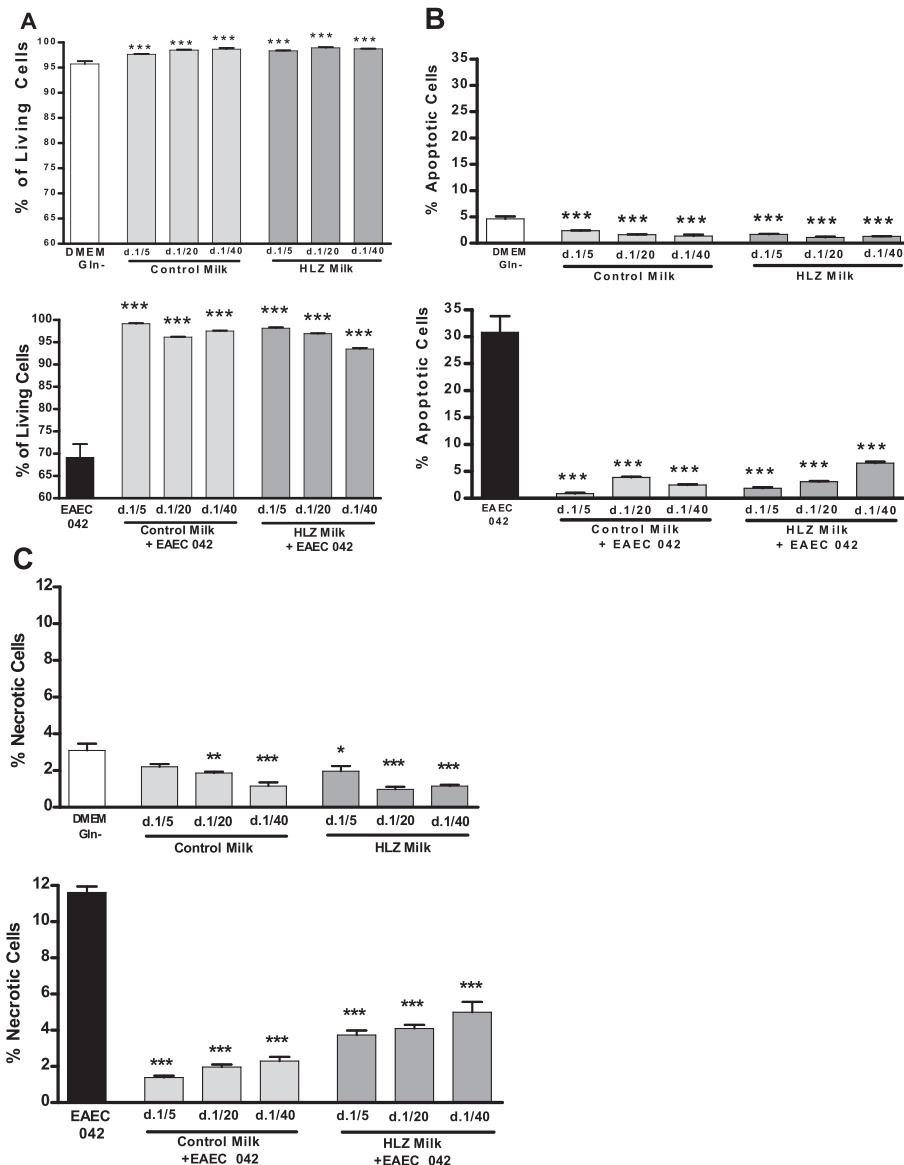 A
% of Living Cells
100
95
90
85
80
75
70
65
60
*** *** *** *** *** ***
DMEM Gln-
d.1/5 d.1/20 d.1/40 d.1/5 d.1/20 d.1/40
Control Milk HLZ Milk
% of Living Cells
100
95
90
85
80
75
70
65
60
*** *** *** *** *** ***
EAEC 042
d.1/5 d.1/20 d.1/40 d.1/5 d.1/20 d.1/40
Control Milk HLZ Milk
+ EAEC 042 + EAEC 042
B
% Apoptotic Cells
35
30
25
20
15
10
5
0
*** *** *** *** *** ***
DMEM Gln-
d.1/5 d.1/20 d.1/40 d.1/5 d.1/20 d.1/40
Control Milk HLZ Milk
% Apoptotic Cells
35
30
25
20
15
10
5
0
*** *** *** *** *** ***
EAEC 042
d.1/5 d.1/20 d.1/40 d.1/5 d.1/20 d.1/40
Control Milk HLZ Milk
+ EAEC 042 + EAEC 042
C
% Necrotic Cells
12
10
8
6
4
2
0
** *** * *** ***
DMEM Gln-
d.1/5 d.1/20 d.1/40 d.1/5 d.1/20 d.1/40
Control Milk HLZ Milk
% Necrotic Cells
12
10
8
6
4
2
0
*** *** *** *** *** ***
EAEC 042
d.1/5 d.1/20 d.1/40 d.1/5 d.1/20 d.1/40
Control Milk HLZ Milk
+EAEC 042 +EAEC 042